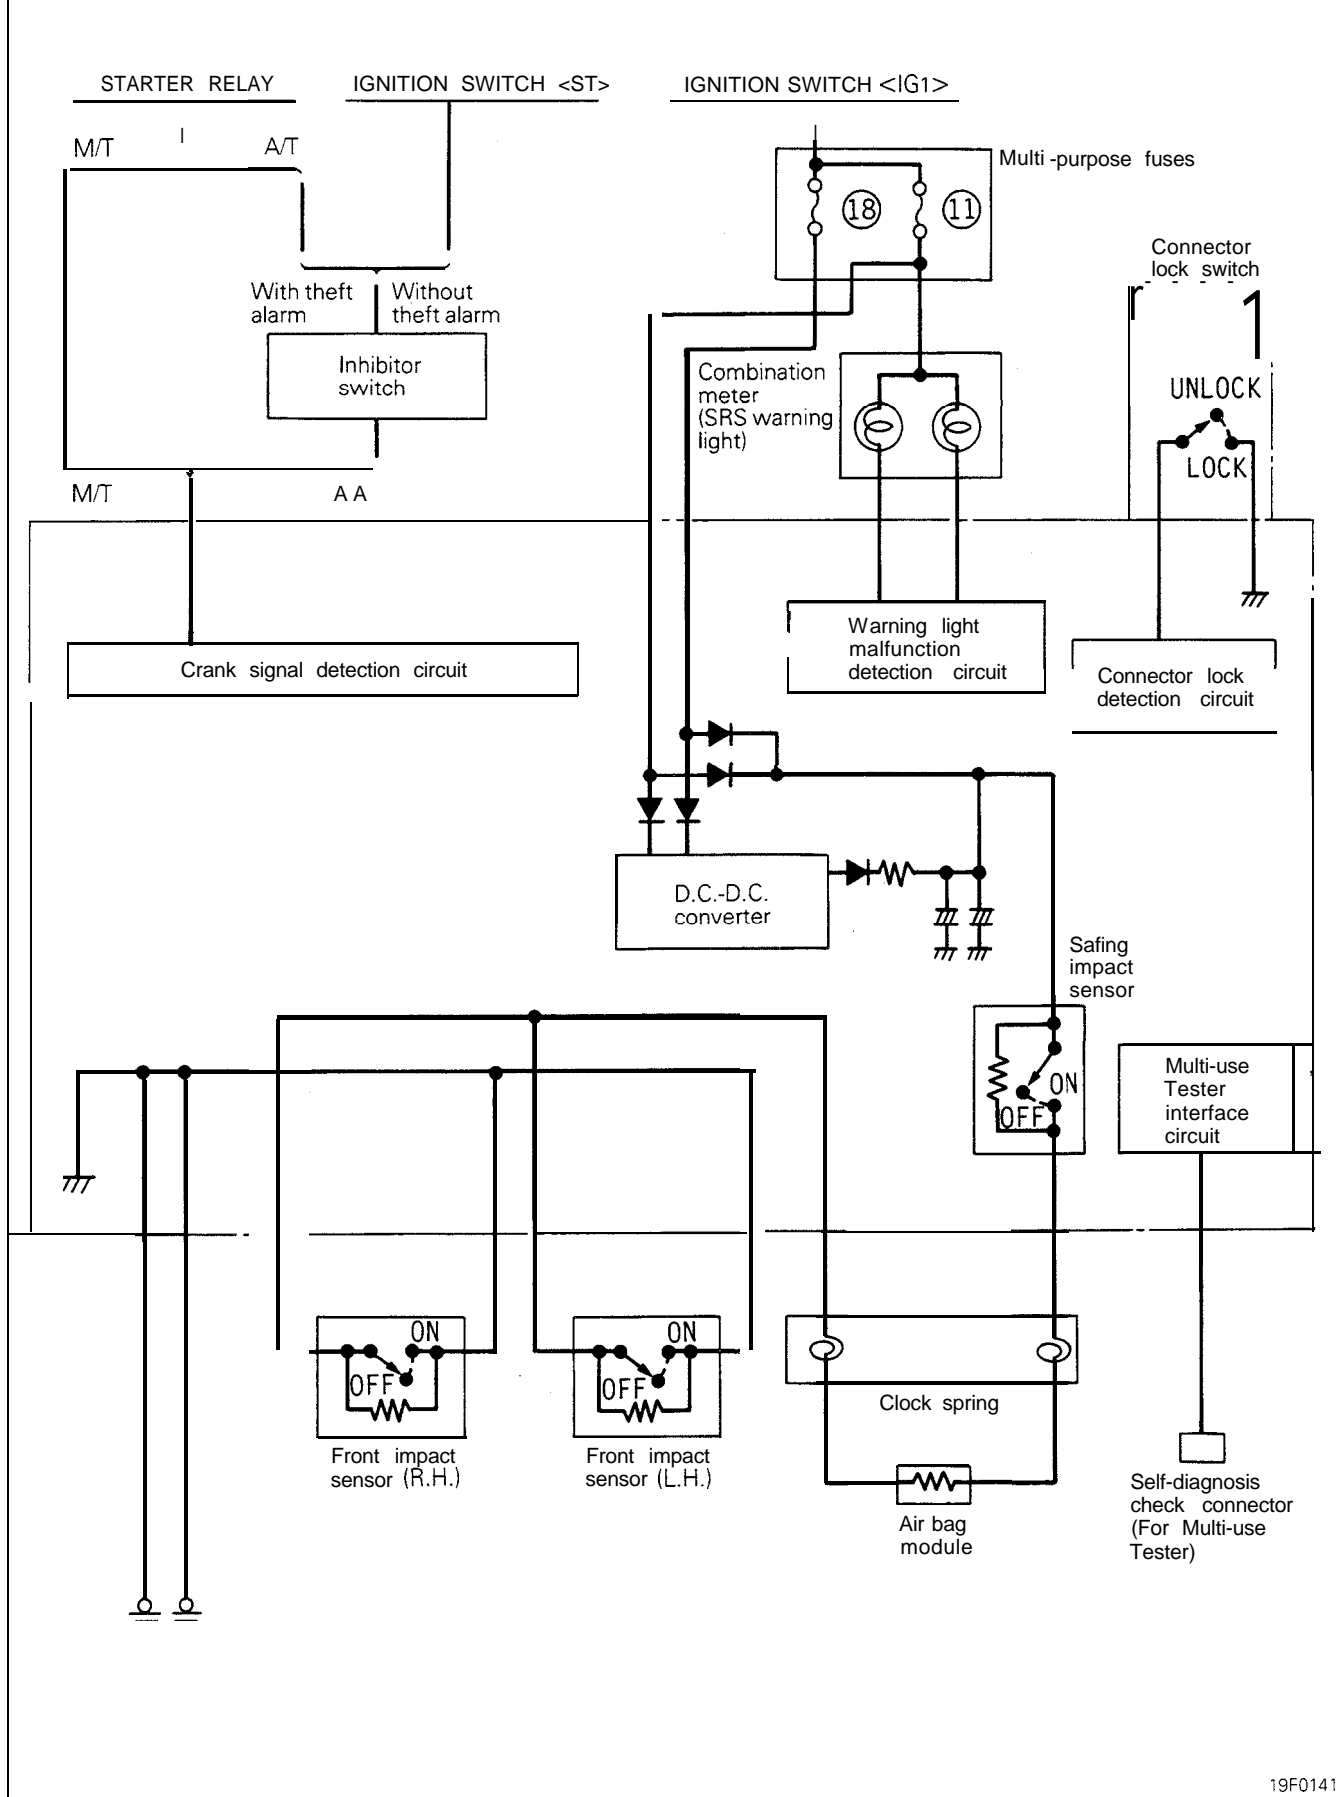 STARTER RELAY
IGNITION SWITCH <ST>
IGNITION SWITCH <IG1>
M/T
A/T
Multi-purpose fuses
18
11
Connector
lock switch
With theft
alarm
Without
theft alarm
Inhibitor
switch
Combination
meter
(SRS warning
light)
UNLOCK
LOCK
M/T
A A
Crank signal detection circuit
Warning light
malfunction
detection circuit
Connector lock
detection circuit
D.C.-D.C.
converter
Safing
impact
sensor
ON
OFF
Multi-use
Tester
interface
circuit
ON
OFF
ON
OFF
Clock spring
Front impact
sensor (R.H.)
Front impact
sensor (L.H.)
Air bag
module
Self-diagnosis
check connector
(For Multi-use
Tester)
19F0141